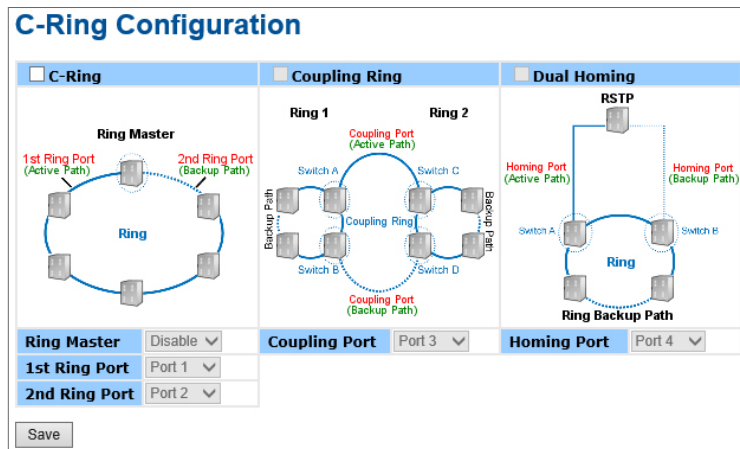 C-Ring Configuration
C-Ring
Ring Master
1st Ring Port
(Active Path)
2nd Ring Port
(Backup Path)
Ring
Ring Master Disable
1st Ring Port Port 1
2nd Ring Port Port 2
Coupling Ring
Ring 1 Ring 2
Coupling Port
(Active Path)
Switch A Switch C
Backup Path
Coupling Ring
Backup Path
Switch B Switch D
Coupling Port
(Backup Path)
Coupling Port Port 3
Dual Homing
RSTP
Homing Port
(Active Path)
Homing Port
(Backup Path)
Switch A Switch B
Ring
Ring Backup Path
Homing Port Port 4
Save